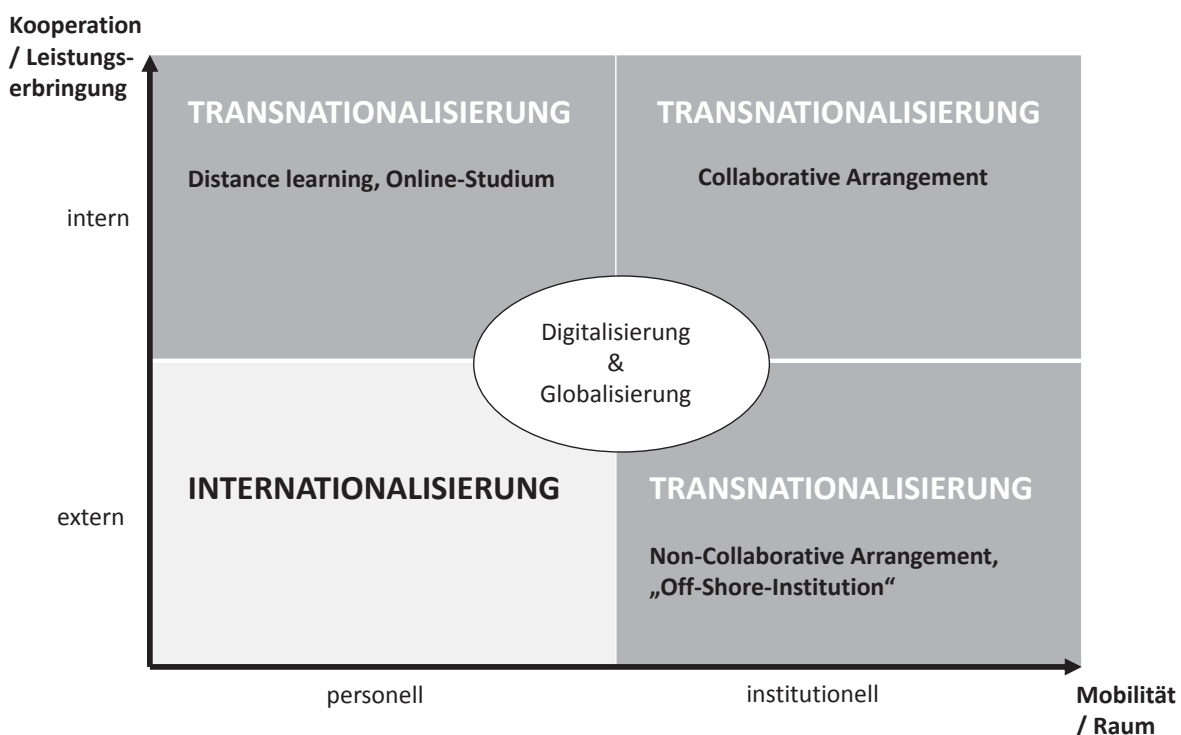 Kooperation
/ Leistungs-
erbringung
TRANSNATIONALISIERUNG
Distance learning, Online-Studium
TRANSNATIONALISIERUNG
Collaborative Arrangement
intern
Digitalisierung
&
Globalisierung
INTERNATIONALISIERUNG
TRANSNATIONALISIERUNG
Non-Collaborative Arrangement,
„Off-Shore-Institution“
extern
personell
institutionell
Mobilität
/ Raum